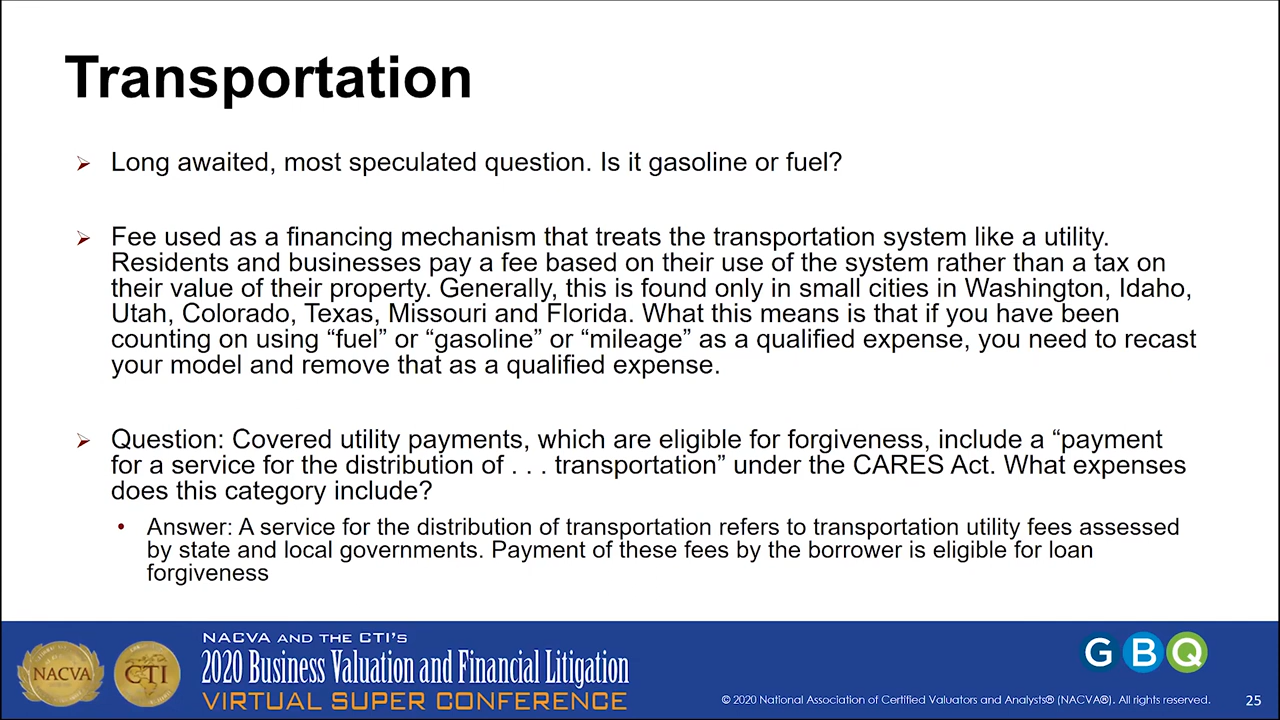 Transportation
Long awaited, most speculated question. Is it gasoline or fuel?
Fee used as a financing mechanism that treats the transportation system like a utility.
Residents and businesses pay a fee based on their use of the system rather than a tax on
their value of their property. Generally, this is found only in small cities in Washington, Idaho,
Utah, Colorado, Texas, Missouri and Florida. What this means is that if you have been
counting on using “fuel” or “gasoline” or “mileage” as a qualified expense, you need to recast
your model and remove that as a qualified expense.
Question: Covered utility payments, which are eligible for forgiveness, include a “payment
for a service for the distribution of . . . transportation” under the CARES Act. What expenses
does this category include?
Answer: A service for the distribution of transportation refers to transportation utility fees assessed
by state and local governments. Payment of these fees by the borrower is eligible for loan
forgiveness
NACVA
CTI
NACVA AND THE CTI’S
2020 Business Valuation and Financial Litigation
VIRTUAL SUPER CONFERENCE
GBQ
© 2020 National Association of Certified Valuators and Analysts® (NACVA®). All rights reserved.
25